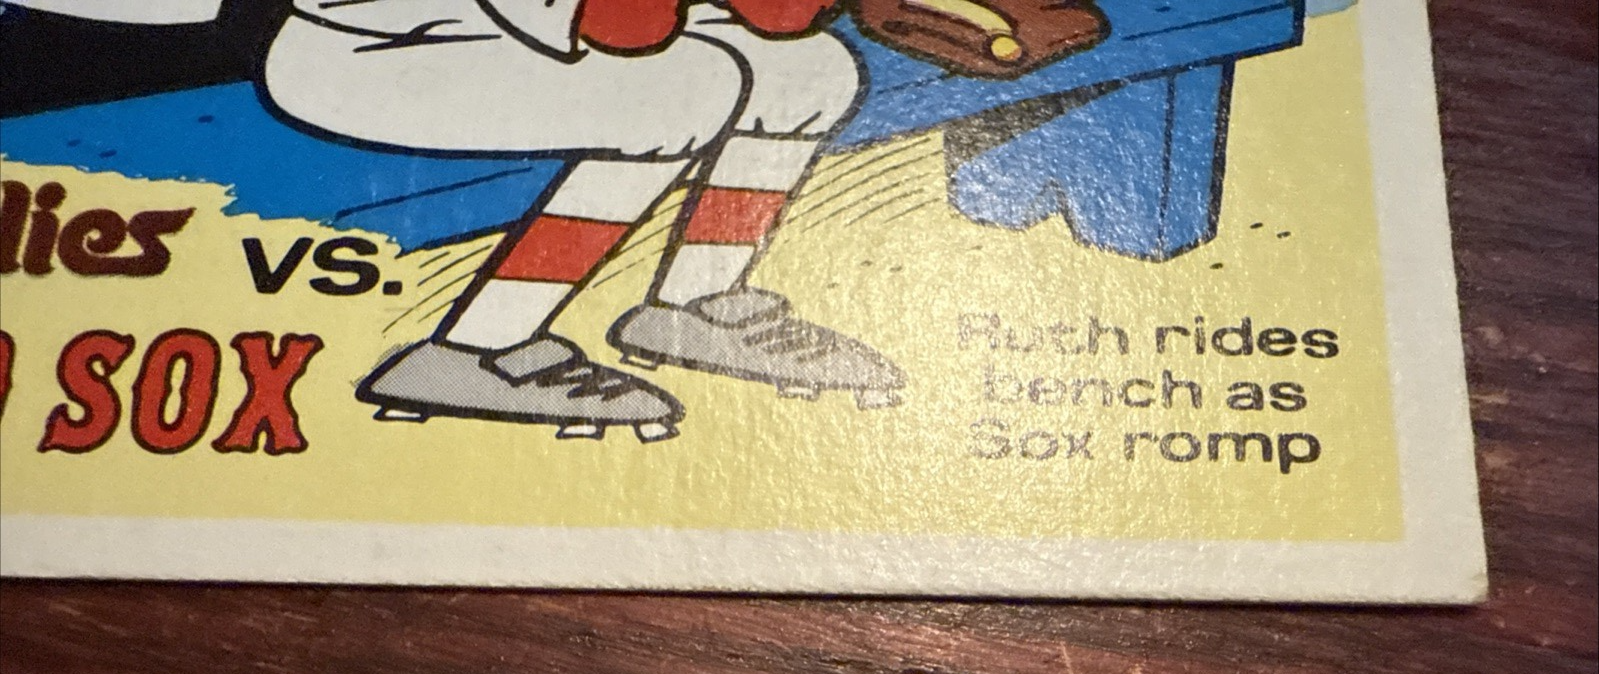 lies vs.
SOX
Ruth rides
bench as
Sox romp